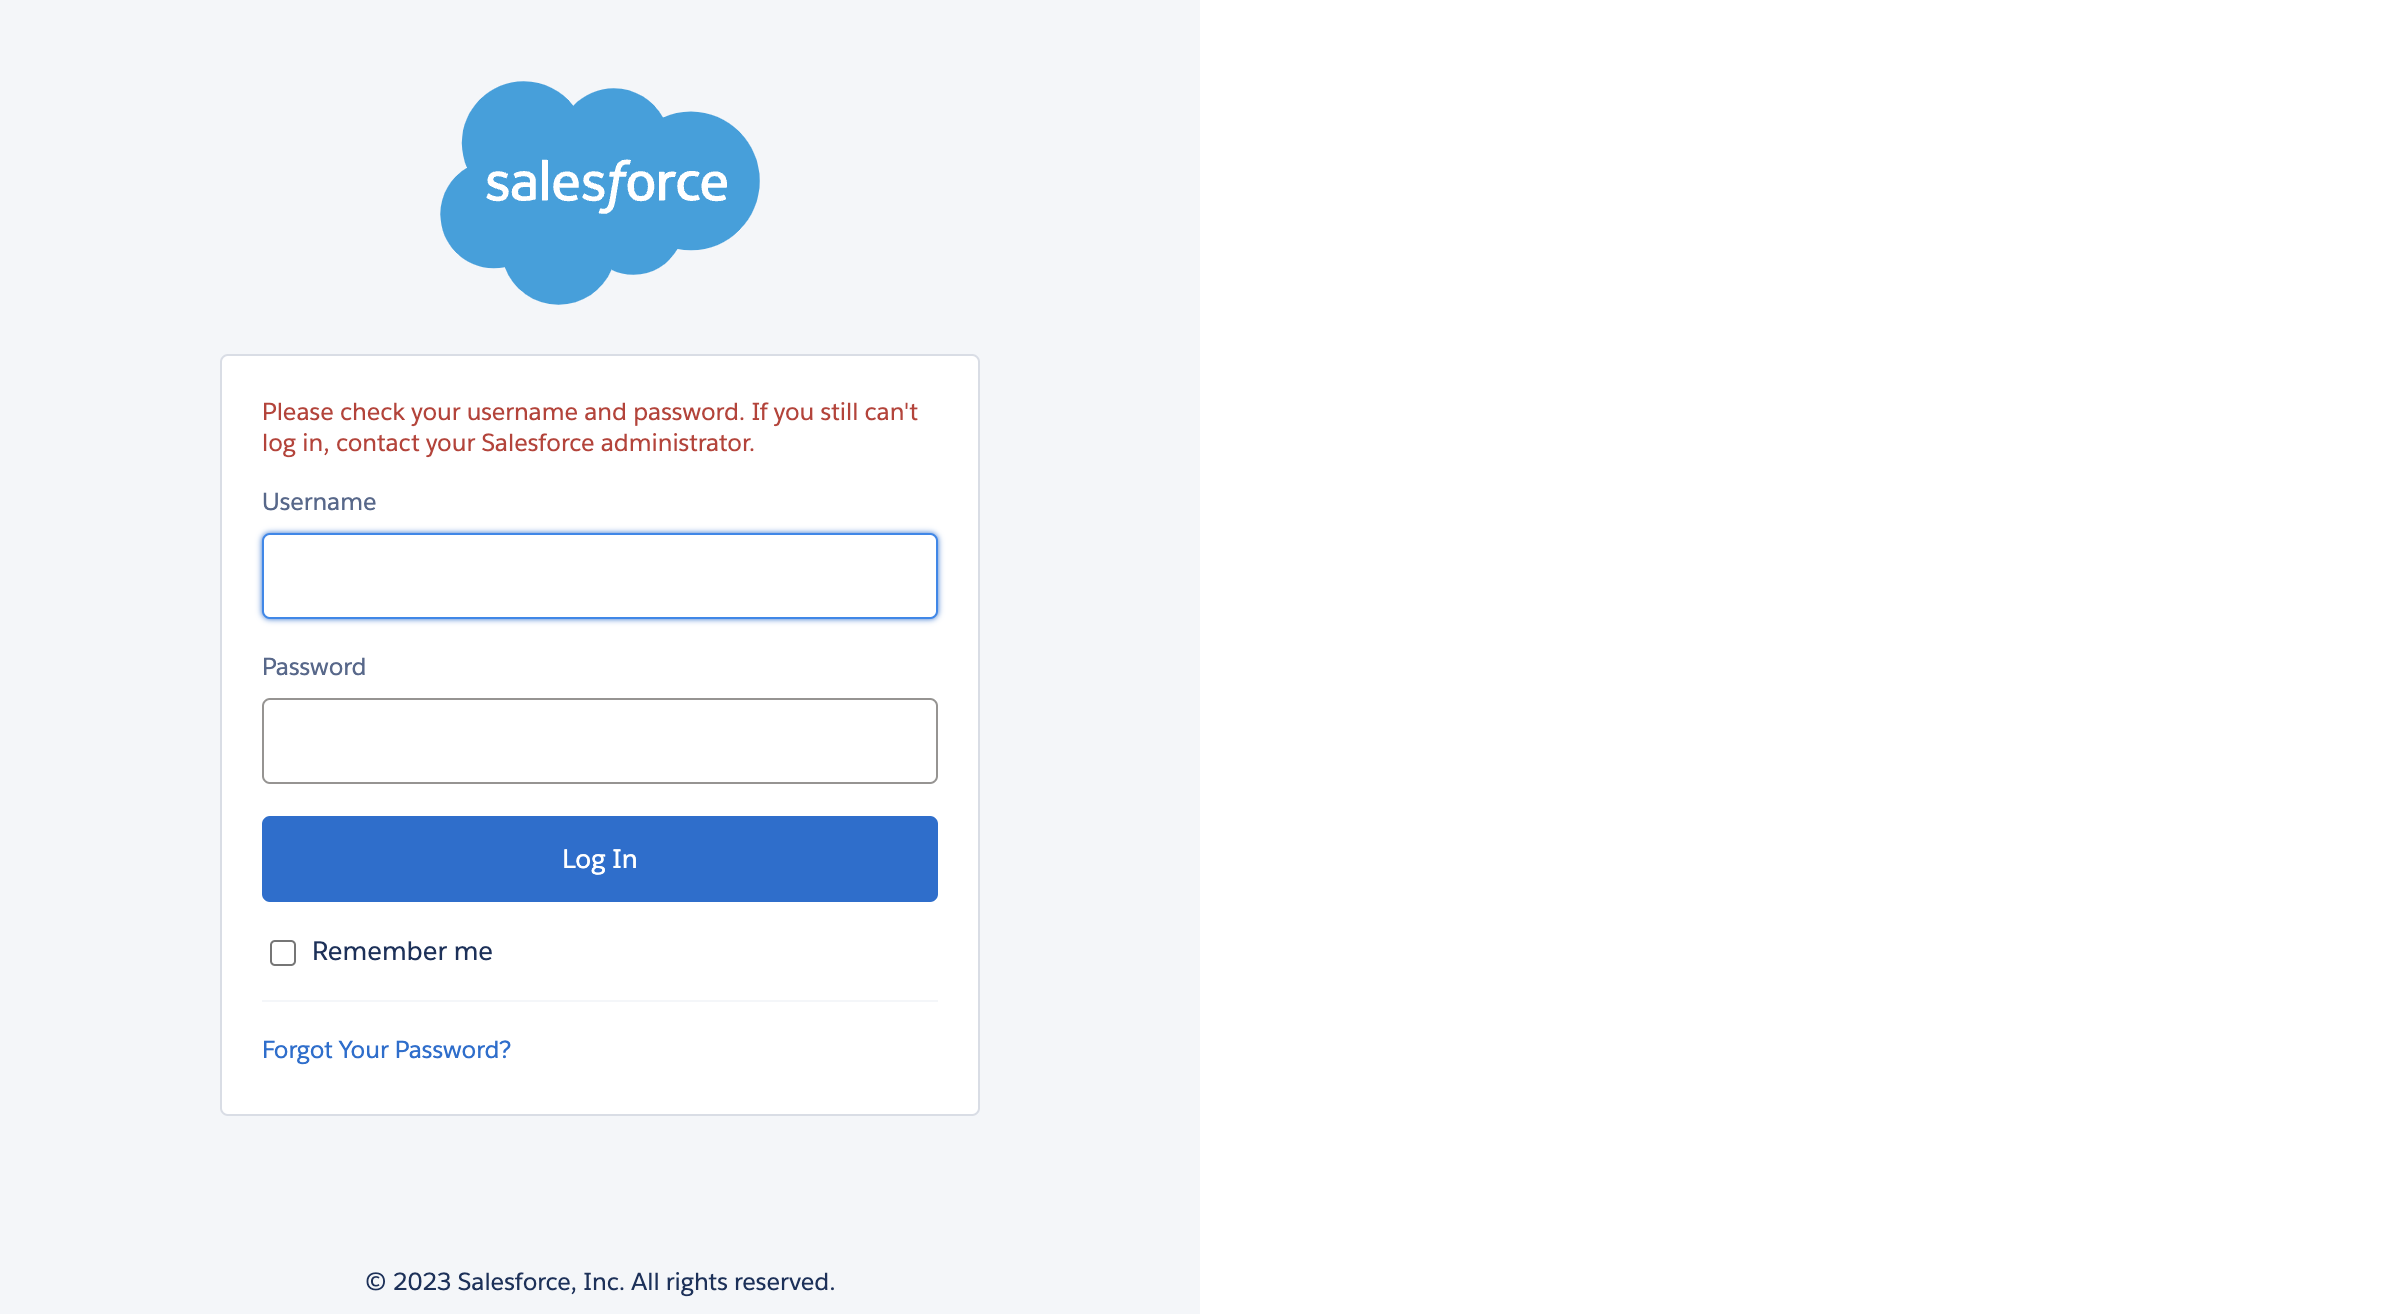 salesforce
Please check your username and password. If you still can't
log in, contact your Salesforce administrator.
Username
Password
Log In
Remember me
Forgot Your Password?
© 2023 Salesforce, Inc. All rights reserved.